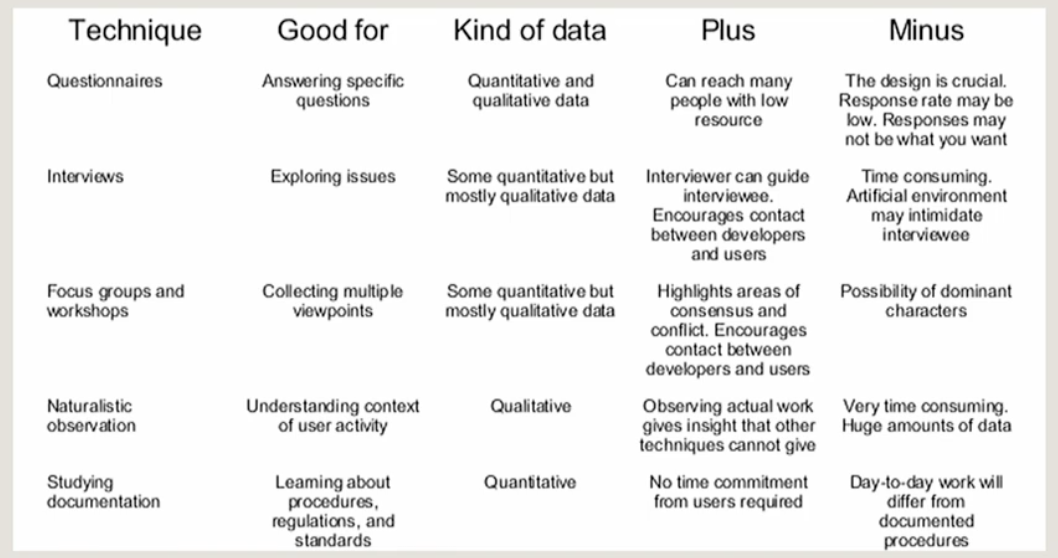 Technique Good for Kind of data Plus Minus
Questionnaires
Answering specific
questions
Quantitative and
qualitative data
Can reach many
people with low
resource
The design is crucial.
Response rate may be
low. Responses may
not be what you want
Interviews
Exploring issues
Some quantitative but
mostly qualitative data
Interviewer can guide
interviewee.
Encourages contact
between developers
and users
Time consuming.
Artificial environment
may intimidate
interviewee
Focus groups and
workshops
Collecting multiple
viewpoints
Some quantitative but
mostly qualitative data
Highlights areas of
consensus and
conflict. Encourages
contact between
developers and users
Possibility of dominant
characters
Naturalistic
observation
Understanding context
of user activity
Qualitative
Observing actual work
gives insight that other
techniques cannot give
Very time consuming.
Huge amounts of data
Studying
documentation
Learning about
procedures,
regulations, and
standards
Quantitative
No time commitment
from users required
Day-to-day work will
differ from
documented
procedures